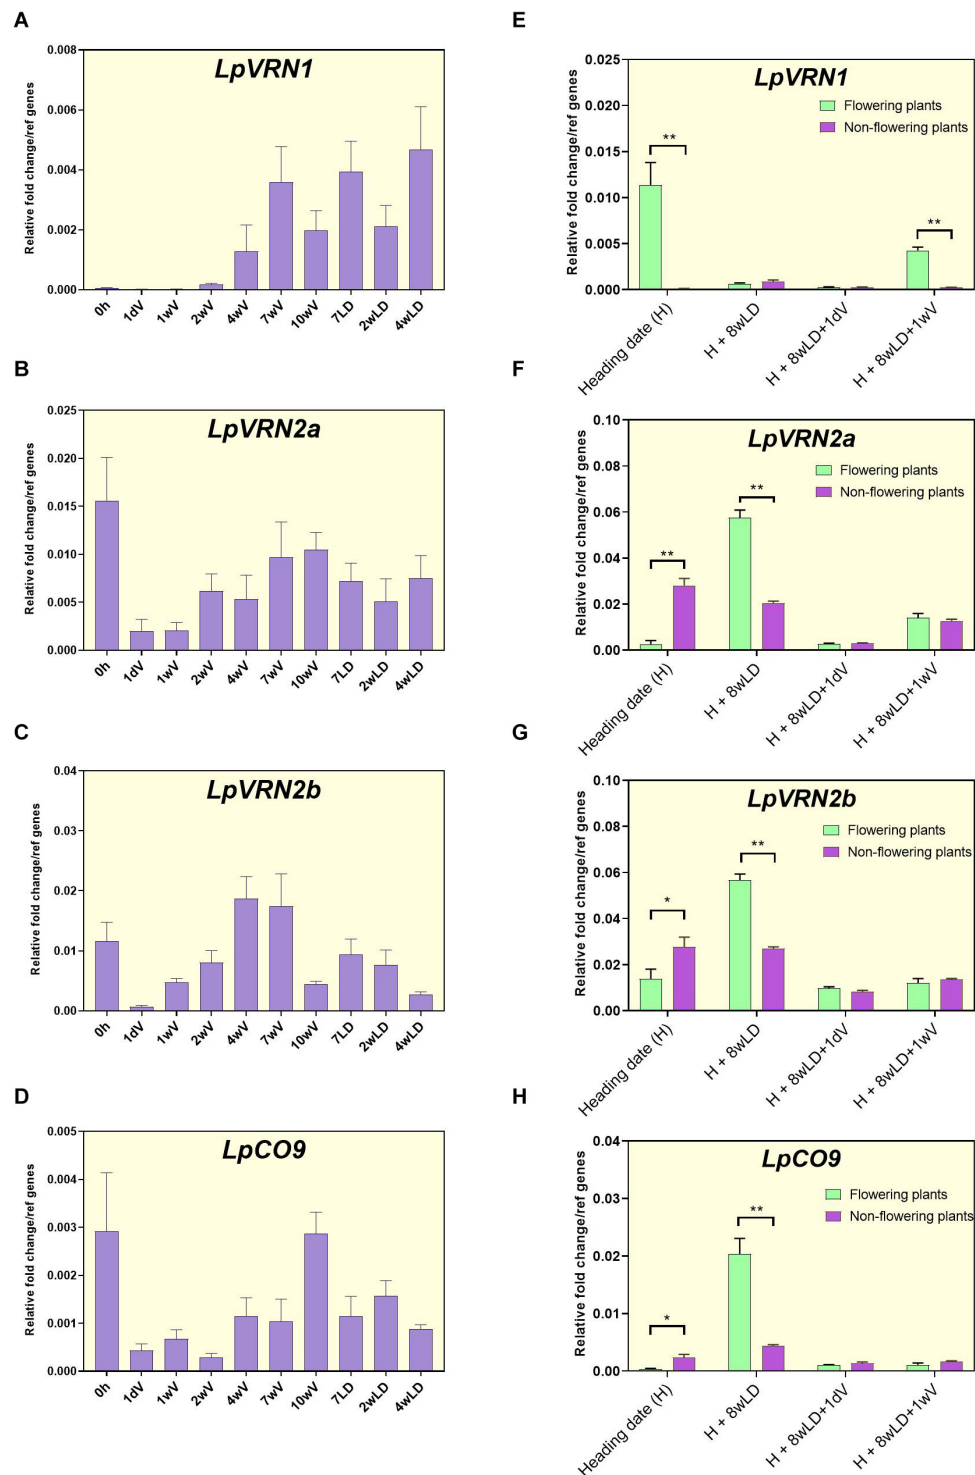 A
LpVRN1
Relative fold change/ref genes
0.008
0.006
0.004
0.002
0.000
0h 1dV 1wV 2wV 4wV 7wV 10wV 7LD 2wLD 4wLD
E
LpVRN1
Relative fold change/ref genes
0.025
0.020
0.015
0.010
0.005
0.000
Flowering plants
Non-flowering plants
**
**
Heading date (H) H + 8wLD H + 8wLD+1dV H + 8wLD+1wV
B
LpVRN2a
Relative fold change/ref genes
0.025
0.020
0.015
0.010
0.005
0.000
0h 1dV 1wV 2wV 4wV 7wV 10wV 7LD 2wLD 4wLD
F
LpVRN2a
Relative fold change/ref genes
0.10
0.08
0.06
0.04
0.02
0.00
Flowering plants
Non-flowering plants
**
**
Heading date (H) H + 8wLD H + 8wLD+1dV H + 8wLD+1wV
C
LpVRN2b
Relative fold change/ref genes
0.04
0.03
0.02
0.01
0.00
0h 1dV 1wV 2wV 4wV 7wV 10wV 7LD 2wLD 4wLD
G
LpVRN2b
Relative fold change/ref genes
0.10
0.08
0.06
0.04
0.02
0.00
Flowering plants
Non-flowering plants
**
*
Heading date (H) H + 8wLD H + 8wLD+1dV H + 8wLD+1wV
D
LpCO9
Relative fold change/ref genes
0.005
0.004
0.003
0.002
0.001
0.000
0h 1dV 1wV 2wV 4wV 7wV 10wV 7LD 2wLD 4wLD
H
LpCO9
Relative fold change/ref genes
0.04
0.03
0.02
0.01
0.00
Flowering plants
Non-flowering plants
**
*
Heading date (H) H + 8wLD H + 8wLD+1dV H + 8wLD+1wV